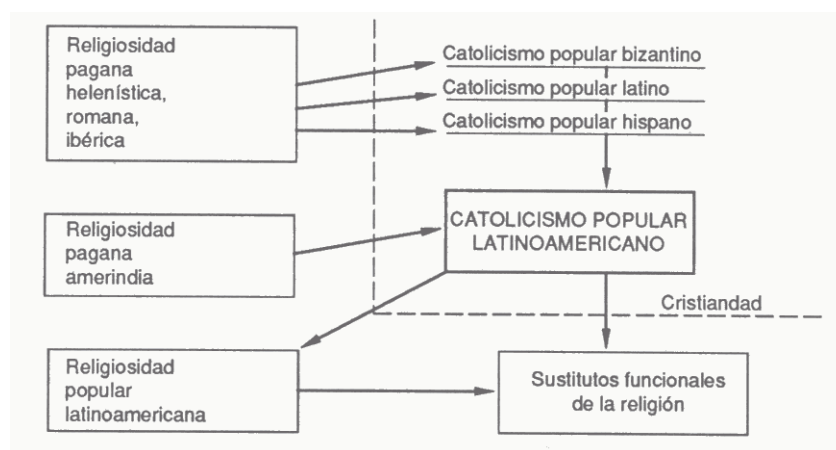 Religiosidad
pagana
helenística,
romana,
ibérica
Catolicismo popular bizantino
Catolicismo popular latino
Catolicismo popular hispano
Religiosidad
pagana
amerindia
CATOLICISMO POPULAR
LATINOAMERICANO
Cristiandad
Religiosidad
popular
latinoamericana
Sustitutos funcionales
de la religión